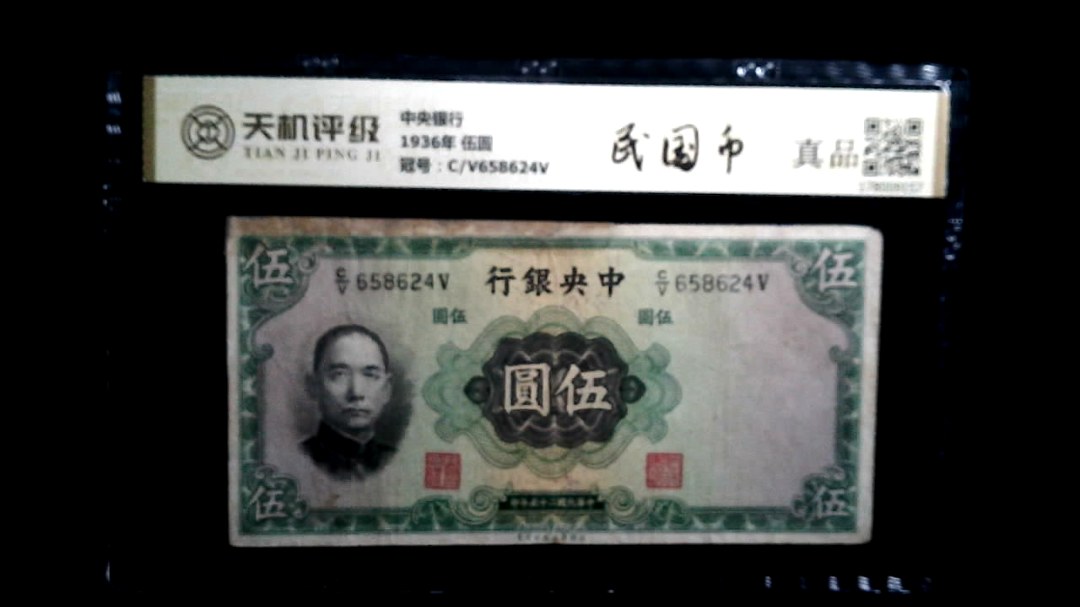 天机评级
TIAN JI PING JI
中央银行
1936年 伍圆
冠号：C/V658624V
民国币
真品
伍
伍
C/V 658624V
行銀央中
C/V 658624V
圓伍
圓伍
圓伍
伍
伍